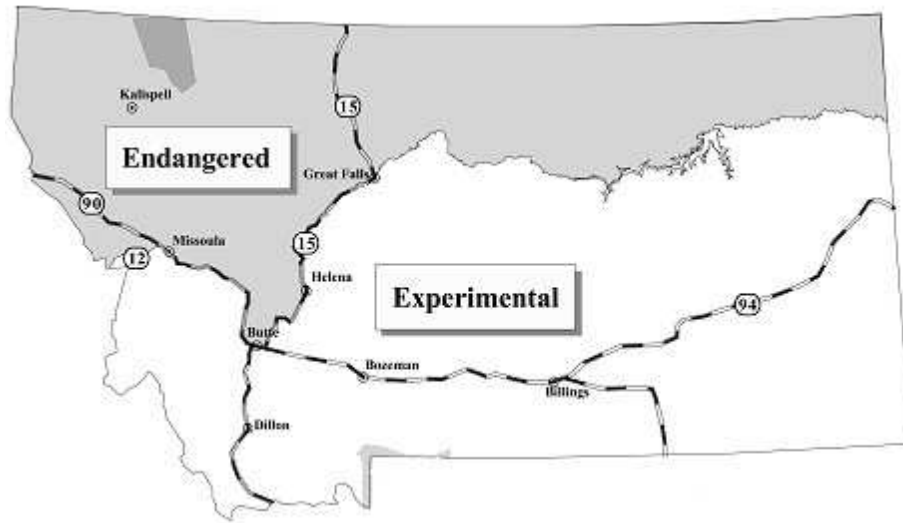 Kalispell
15
Endangered
Great Falls
90
Missoula
15
12
Helena
Experimental
94
Butte
Bozeman
Billings
Dillon